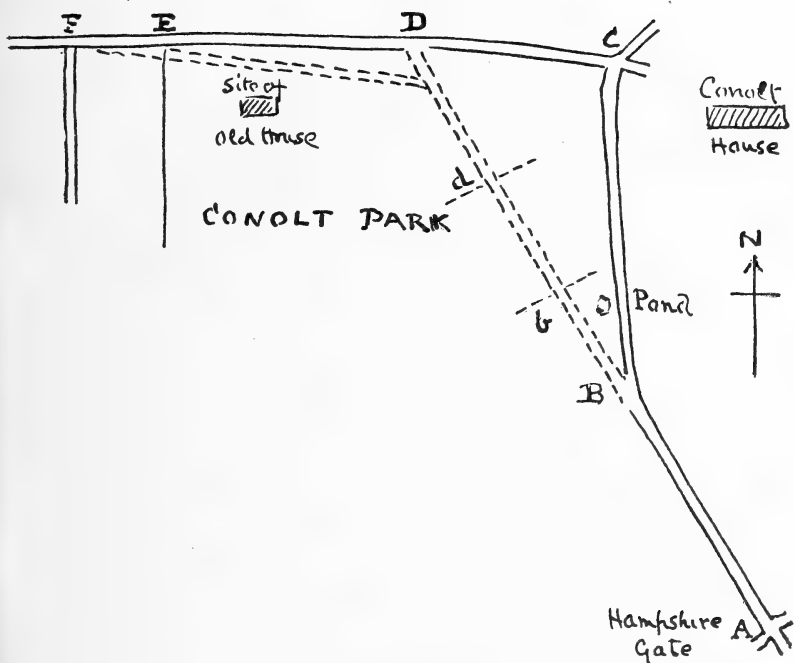 F E D C
Site of
old House
Conolt
House
d
CONOLT PARK
N
b
Pond
B
Hampshire
Gate
A